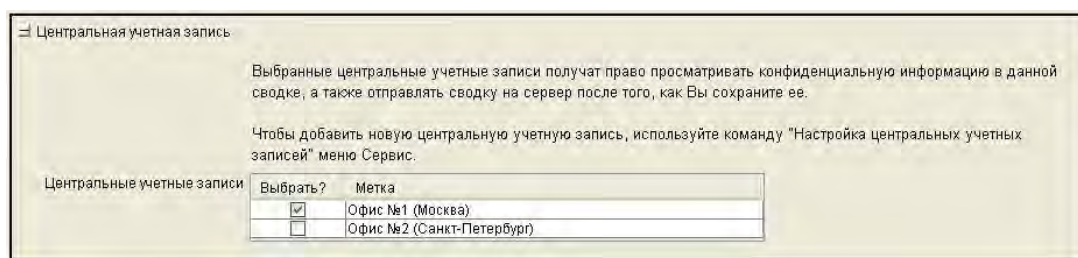 Центральная учетная запись
Выбранные центральные учетные записи получат право просматривать конфиденциальную информацию в данной
сводке, а также отправлять сводку на сервер после того, как Вы сохраните ее.
Чтобы добавить новую центральную учетную запись, используйте команду "Настройка центральных учетных
записей" меню Сервис.
Центральные учетные записи Выбрать? Метка
Офис №1 (Москва)
Офис №2 (Санкт-Петербург)